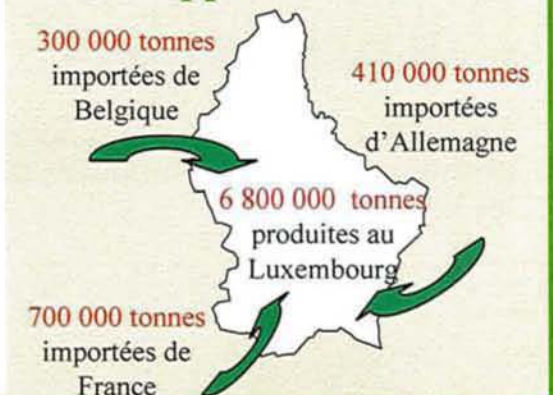 300 000 tonnes
importées de
Belgique
410 000 tonnes
importées
d'Allemagne
6 800 000 tonnes
produites au
Luxembourg
700 000 tonnes
importées de
France